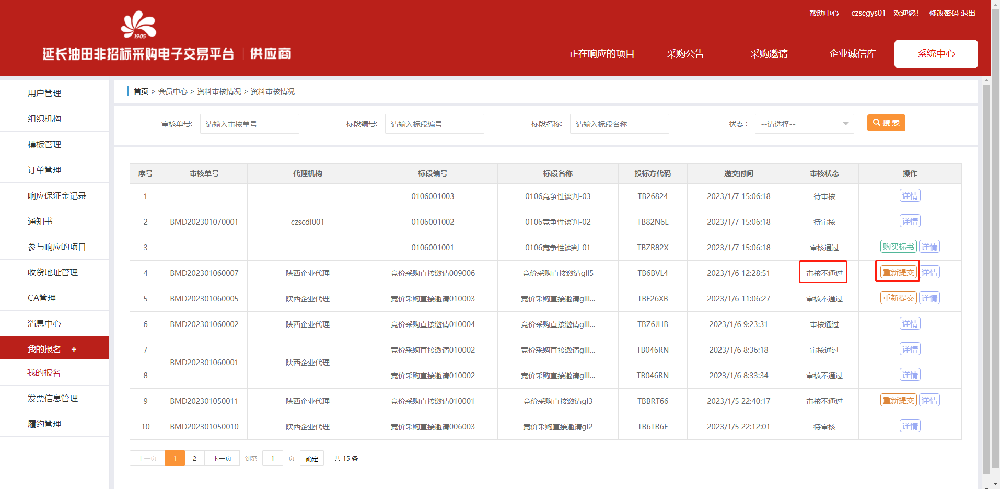 帮助中心 czscgys01 欢迎您! 修改密码 退出
1905
延长油田非招标采购电子交易平台 | 供应商
正在响应的项目 采购公告 采购邀请 企业诚信库 系统中心
用户管理
组织机构
模板管理
订单管理
响应保证金记录
通知书
参与响应的项目
收货地址管理
CA管理
消息中心
我的报名 +
我的报名
发票信息管理
履约管理
首页 > 会员中心 > 资料审核情况 > 资料审核情况
审核单号: 请输入审核单号 标段编号: 请输入标段编号 标段名称: 请输入标段名称 状态: --请选择-- 搜 索
序号 审核单号 代理机构 标段编号 标段名称 投标方代码 递交时间 审核状态 操作
1 0106001003 0106竞争性谈判-03 TB26824 2023/1/7 15:06:18 待审核 详情
2 BMD202301070001 czscdl001 0106001002 0106竞争性谈判-02 TB82N6L 2023/1/7 15:06:18 待审核 详情
3 0106001001 0106竞争性谈判-01 TBZR82X 2023/1/7 15:06:18 审核通过 购买标书 详情
4 BMD202301060007 陕西企业代理 竞价采购直接邀请009006 竞价采购直接邀请gll5 TB6BVL4 2023/1/6 12:28:51 审核不通过 重新提交 详情
5 BMD202301060005 陕西企业代理 竞价采购直接邀请010003 竞价采购直接邀请glll... TBF26XB 2023/1/6 11:06:27 审核不通过 重新提交 详情
6 BMD202301060002 陕西企业代理 竞价采购直接邀请010004 竞价采购直接邀请glll... TBZ6JHB 2023/1/6 9:23:31 审核通过 详情
7 竞价采购直接邀请010002 竞价采购直接邀请glll... TB046RN 2023/1/6 8:36:18 审核通过 详情
BMD202301060001 陕西企业代理
8 竞价采购直接邀请010002 竞价采购直接邀请glll... TB046RN 2023/1/6 8:33:34 审核不通过 详情
9 BMD202301050011 陕西企业代理 竞价采购直接邀请010001 竞价采购直接邀请gl3 TBBRT66 2023/1/5 22:40:17 审核不通过 重新提交 详情
10 BMD202301050010 陕西企业代理 竞价采购直接邀请006003 竞价采购直接邀请gl2 TB6TR6F 2023/1/5 22:12:01 待审核 详情
上一页 1 2 下一页 到第 1 页 确定 共 15 条